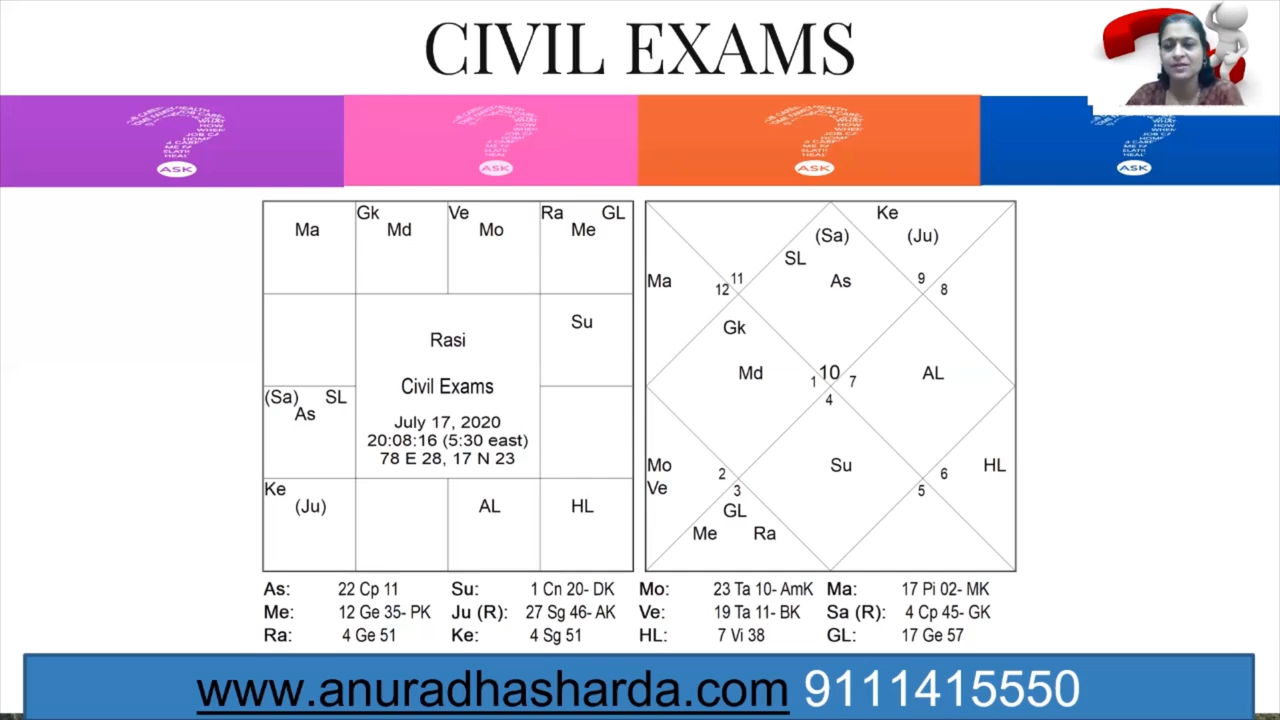 CIVIL EXAMS
ASK
ASK
ASK
ASK
Ma
Gk
Md
Ve
Mo
Ra GL
Me
Su
Rasi
Civil Exams
July 17, 2020
20:08:16 (5:30 east)
78 E 28, 17 N 23
(Sa) SL
As
Ke
(Ju)
AL
HL
Ke
(Sa) (Ju)
SL
Ma 11 As 9
12 8
Gk
Md 1 10 7 AL
4
Mo 2 Su 6 HL
Ve 3 5
GL
Me Ra
As: 22 Cp 11 Su: 1 Cn 20- DK Mo: 23 Ta 10- AmK Ma: 17 Pi 02- MK
Me: 12 Ge 35- PK Ju (R): 27 Sg 46- AK Ve: 19 Ta 11- BK Sa (R): 4 Cp 45- GK
Ra: 4 Ge 51 Ke: 4 Sg 51 HL: 7 Vi 38 GL: 17 Ge 57
www.anuradhasharda.com 9111415550